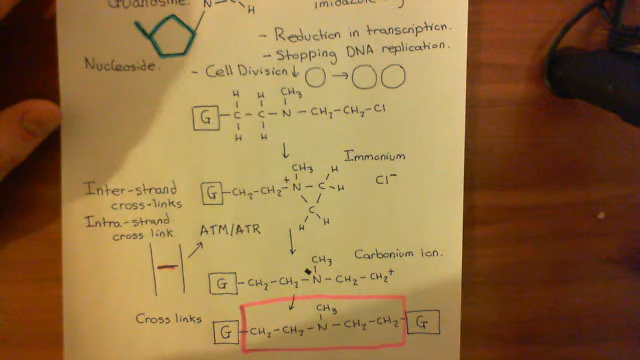 Guanosine.
N - C
H
imidazole
Nucleoside.
- Reduction in transcription.
- Stopping DNA replication.
- Cell Division ↓ ○ → ○○
H H CH₃
G - C - C - N - CH₂ - CH₂ - Cl
H H
↓
CH₃ H Immonium
G - CH₂ - CH₂ - N⁺ - C - H Cl⁻
C
H H
Inter-strand
cross-links
Intra-strand
cross link
ATM/ATR
↓
CH₃ Carbonium ion.
G - CH₂ - CH₂ - N - CH₂ - CH₂⁺
↓
Cross links
CH₃
G - CH₂ - CH₂ - N - CH₂ - CH₂ - G